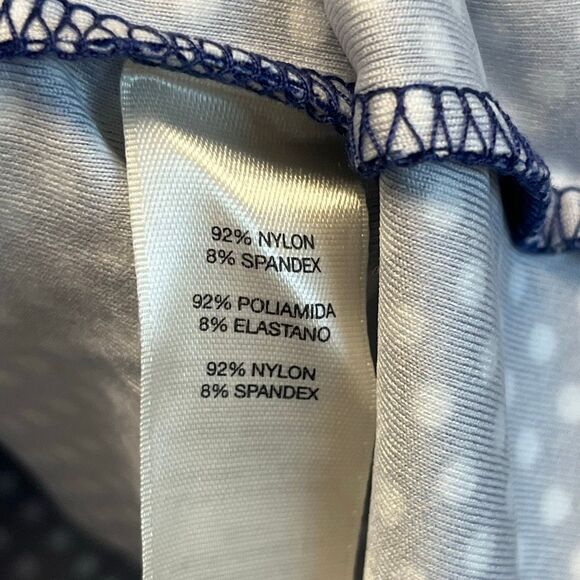 92% NYLON
8% SPANDEX
92% POLIAMIDA
8% ELASTANO
92% NYLON
8% SPANDEX